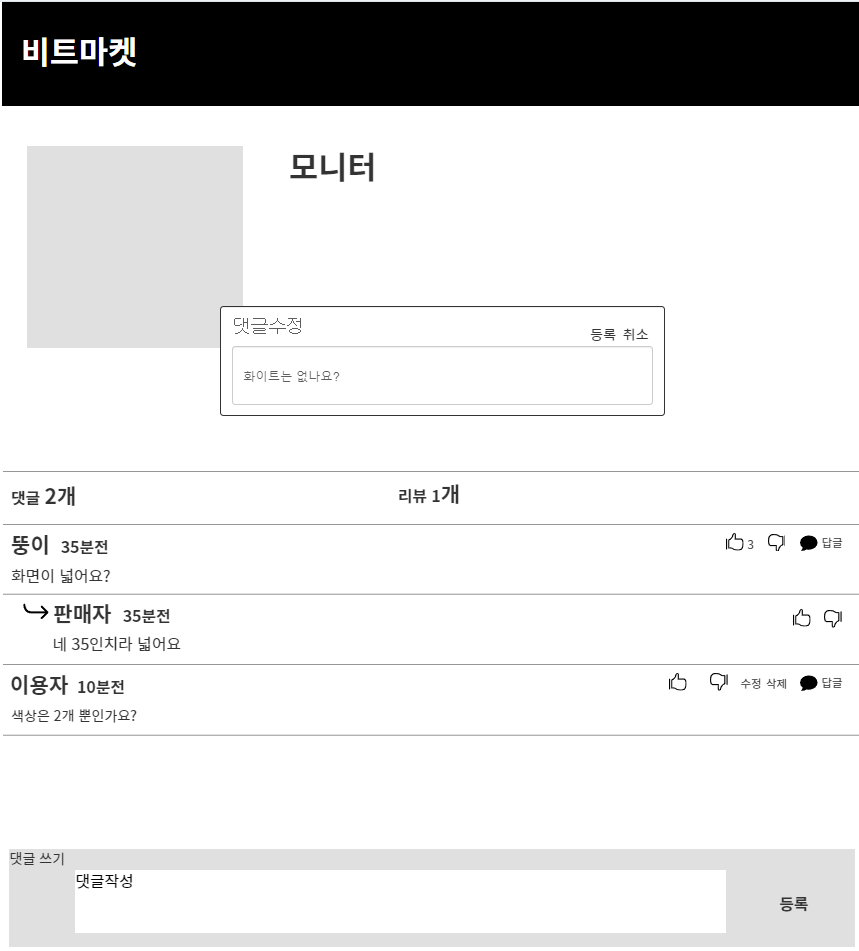 비트마켓
모니터
댓글수정
등록 취소
화이트는 없나요?
댓글 2개 리뷰 1개
뚱이 35분전 3 답글
화면이 넓어요?
판매자 35분전
네 35인치라 넓어요
이용자 10분전 수정 삭제 답글
색상은 2개 뿐인가요?
댓글 쓰기
댓글작성
등록